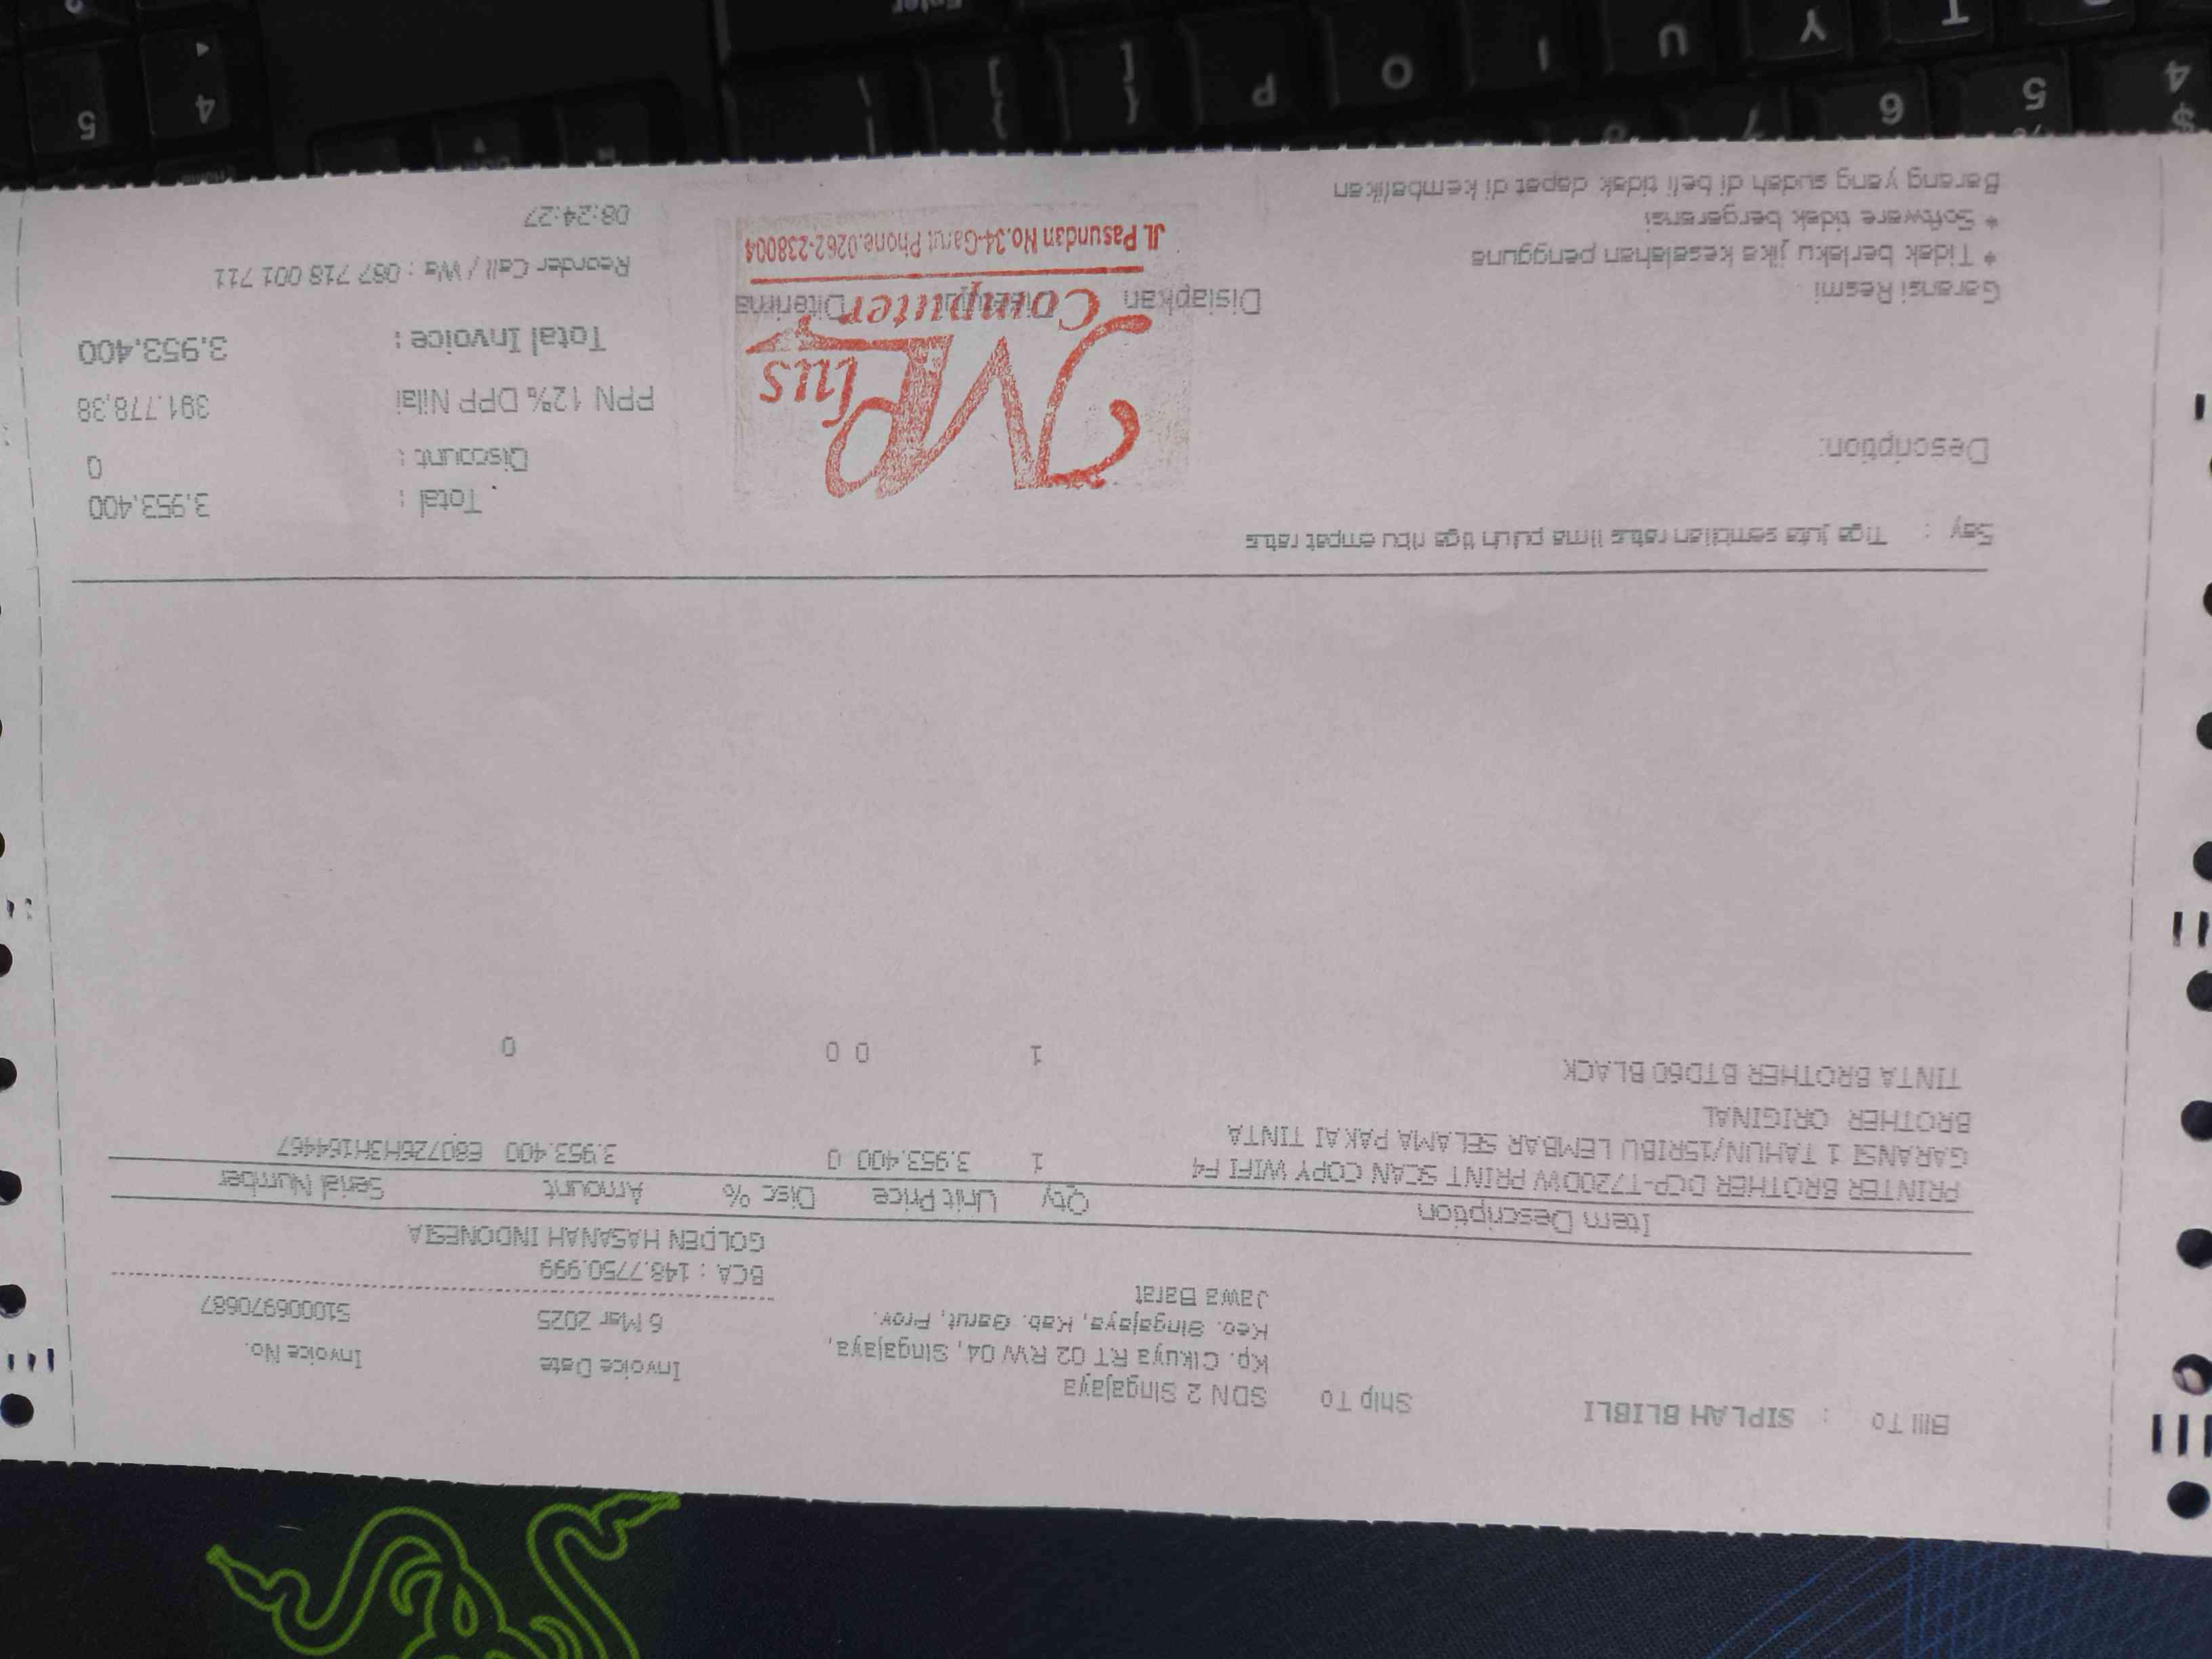 Bill To : SIPLAH BLIBLI
Ship To SDN 2 Singajaya
Kp. Cikuya RT 02 RW 04, Singajaya,
Kec. Singajaya, Kab. Garut, Prov.
Jawa Barat
Invoice Date Invoice No.
6 Mar 2025 510006970687
BCA : 148.7750.999
GOLDEN HASANAH INDONESIA
Item Description Qty Unit Price Disc % Amount Serial Number
PRINTER BROTHER DCP-T720DW PRINT SCAN COPY WIFI F4 1 3.953.400 0 3.953.400 E80726H3H164467
GARANSI 1 TAHUN/15RIBU LEMBAR SELAMA PAKAI TINTA
BROTHER ORIGINAL
TINTA BROTHER BTD60 BLACK 1 0 0 0
Say : Tiga juta sembilan ratus lima puluh tiga ribu empat ratus
Total : 3.953.400
Discount : 0
PPN 12% DPP Nilai 391.778,38
Total Invoice : 3.953.400
Description:
MPlus
Computer
Jl. Pasundan No.34-Garut Phone.0262-238004
Disiapkan Diterima
Garansi Resmi
* Tidak berlaku jika kesalahan pengguna
* Software tidak bergaransi
Barang yang sudah di beli tidak dapat di kembalikan
Reorder Call / Wa : 087 718 001 711
08:24:27
Enter
T Y U I O P { [ } ] | \
$ 4 5 6 7
4 5